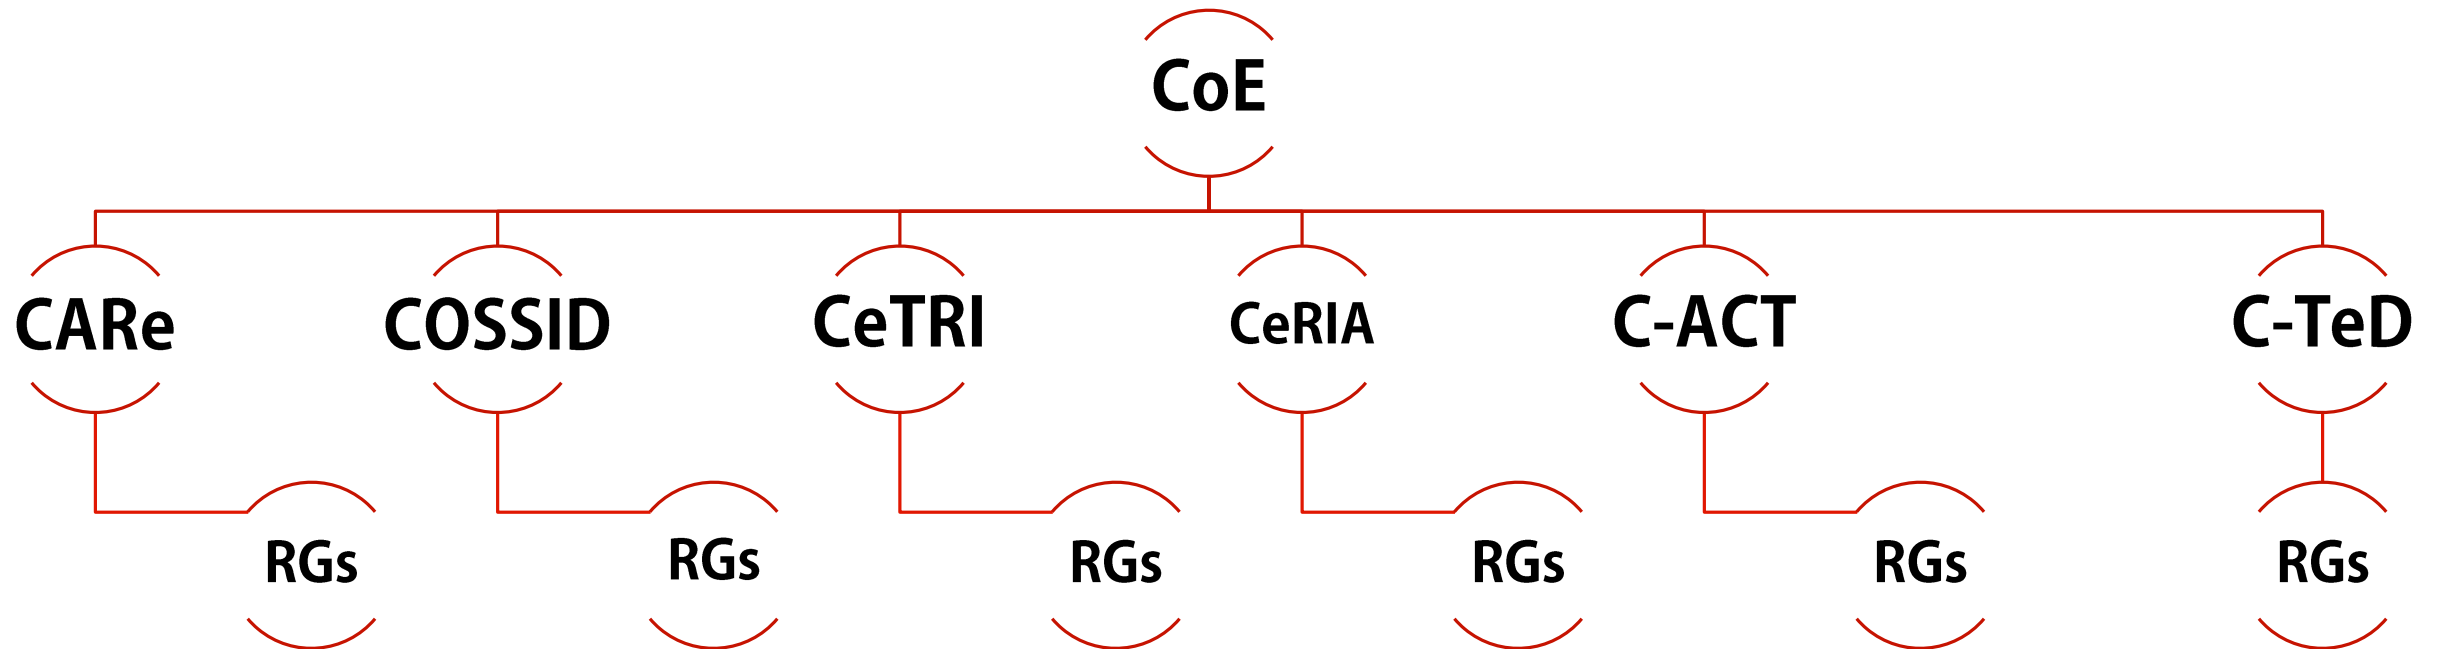 CoE
CARe
COSSID
CeTRI
CeRIA
C-ACT
C-TeD
RGs
RGs
RGs
RGs
RGs
RGs